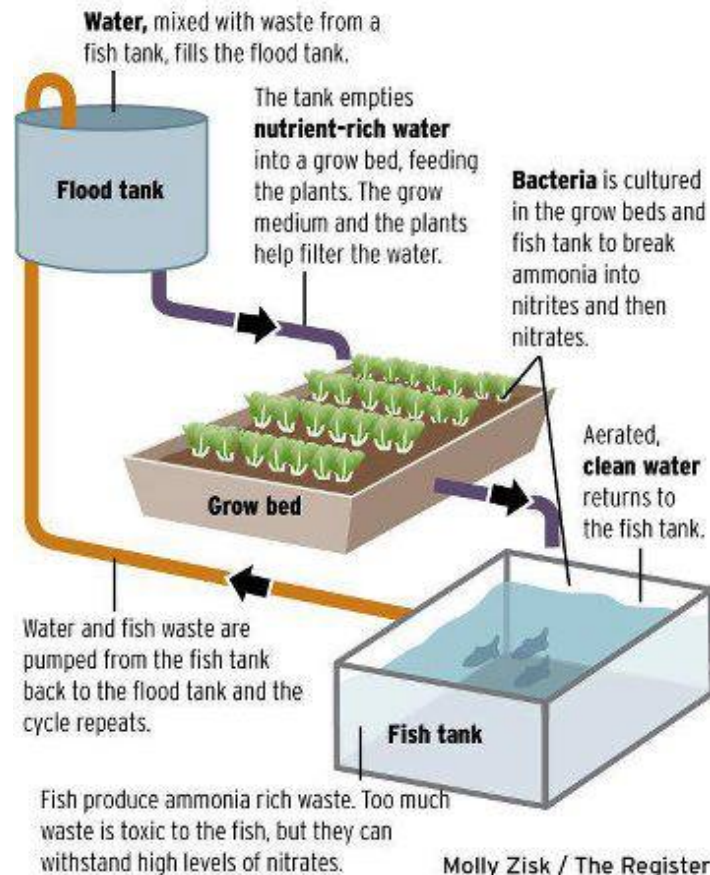 Water, mixed with waste from a
fish tank, fills the flood tank.
The tank empties
nutrient-rich water
into a grow bed, feeding
the plants. The grow
medium and the plants
help filter the water.
Flood tank
Bacteria is cultured
in the grow beds and
fish tank to break
ammonia into
nitrites and then
nitrates.
Grow bed
Aerated,
clean water
returns to
the fish tank.
Water and fish waste are
pumped from the fish tank
back to the flood tank and the
cycle repeats.
Fish tank
Fish produce ammonia rich waste. Too much
waste is toxic to the fish, but they can
withstand high levels of nitrates.
Molly Zisk / The Register